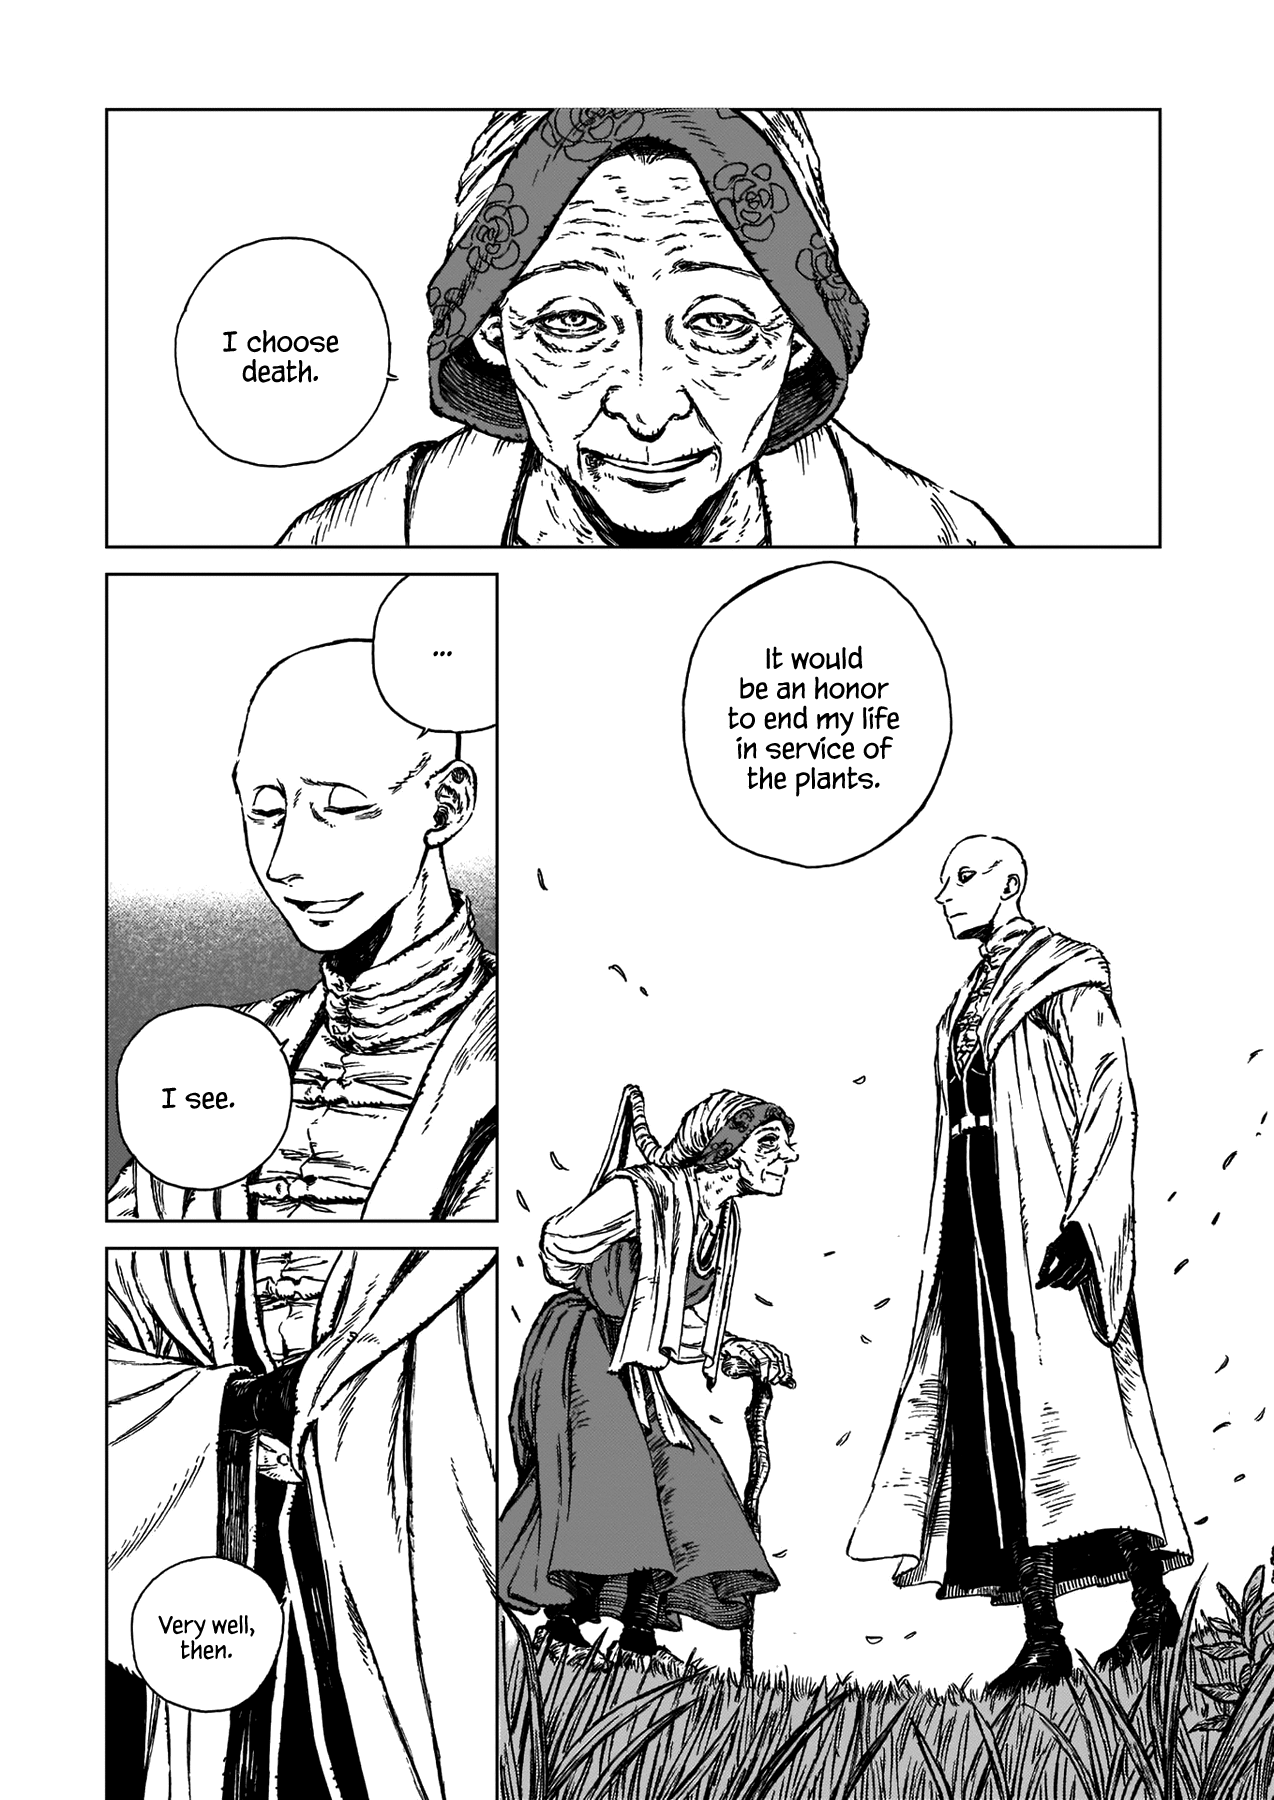 I choose
death.
It would
be an honor
to end my life
in service of
the plants.
...
I see.
Very well,
then.